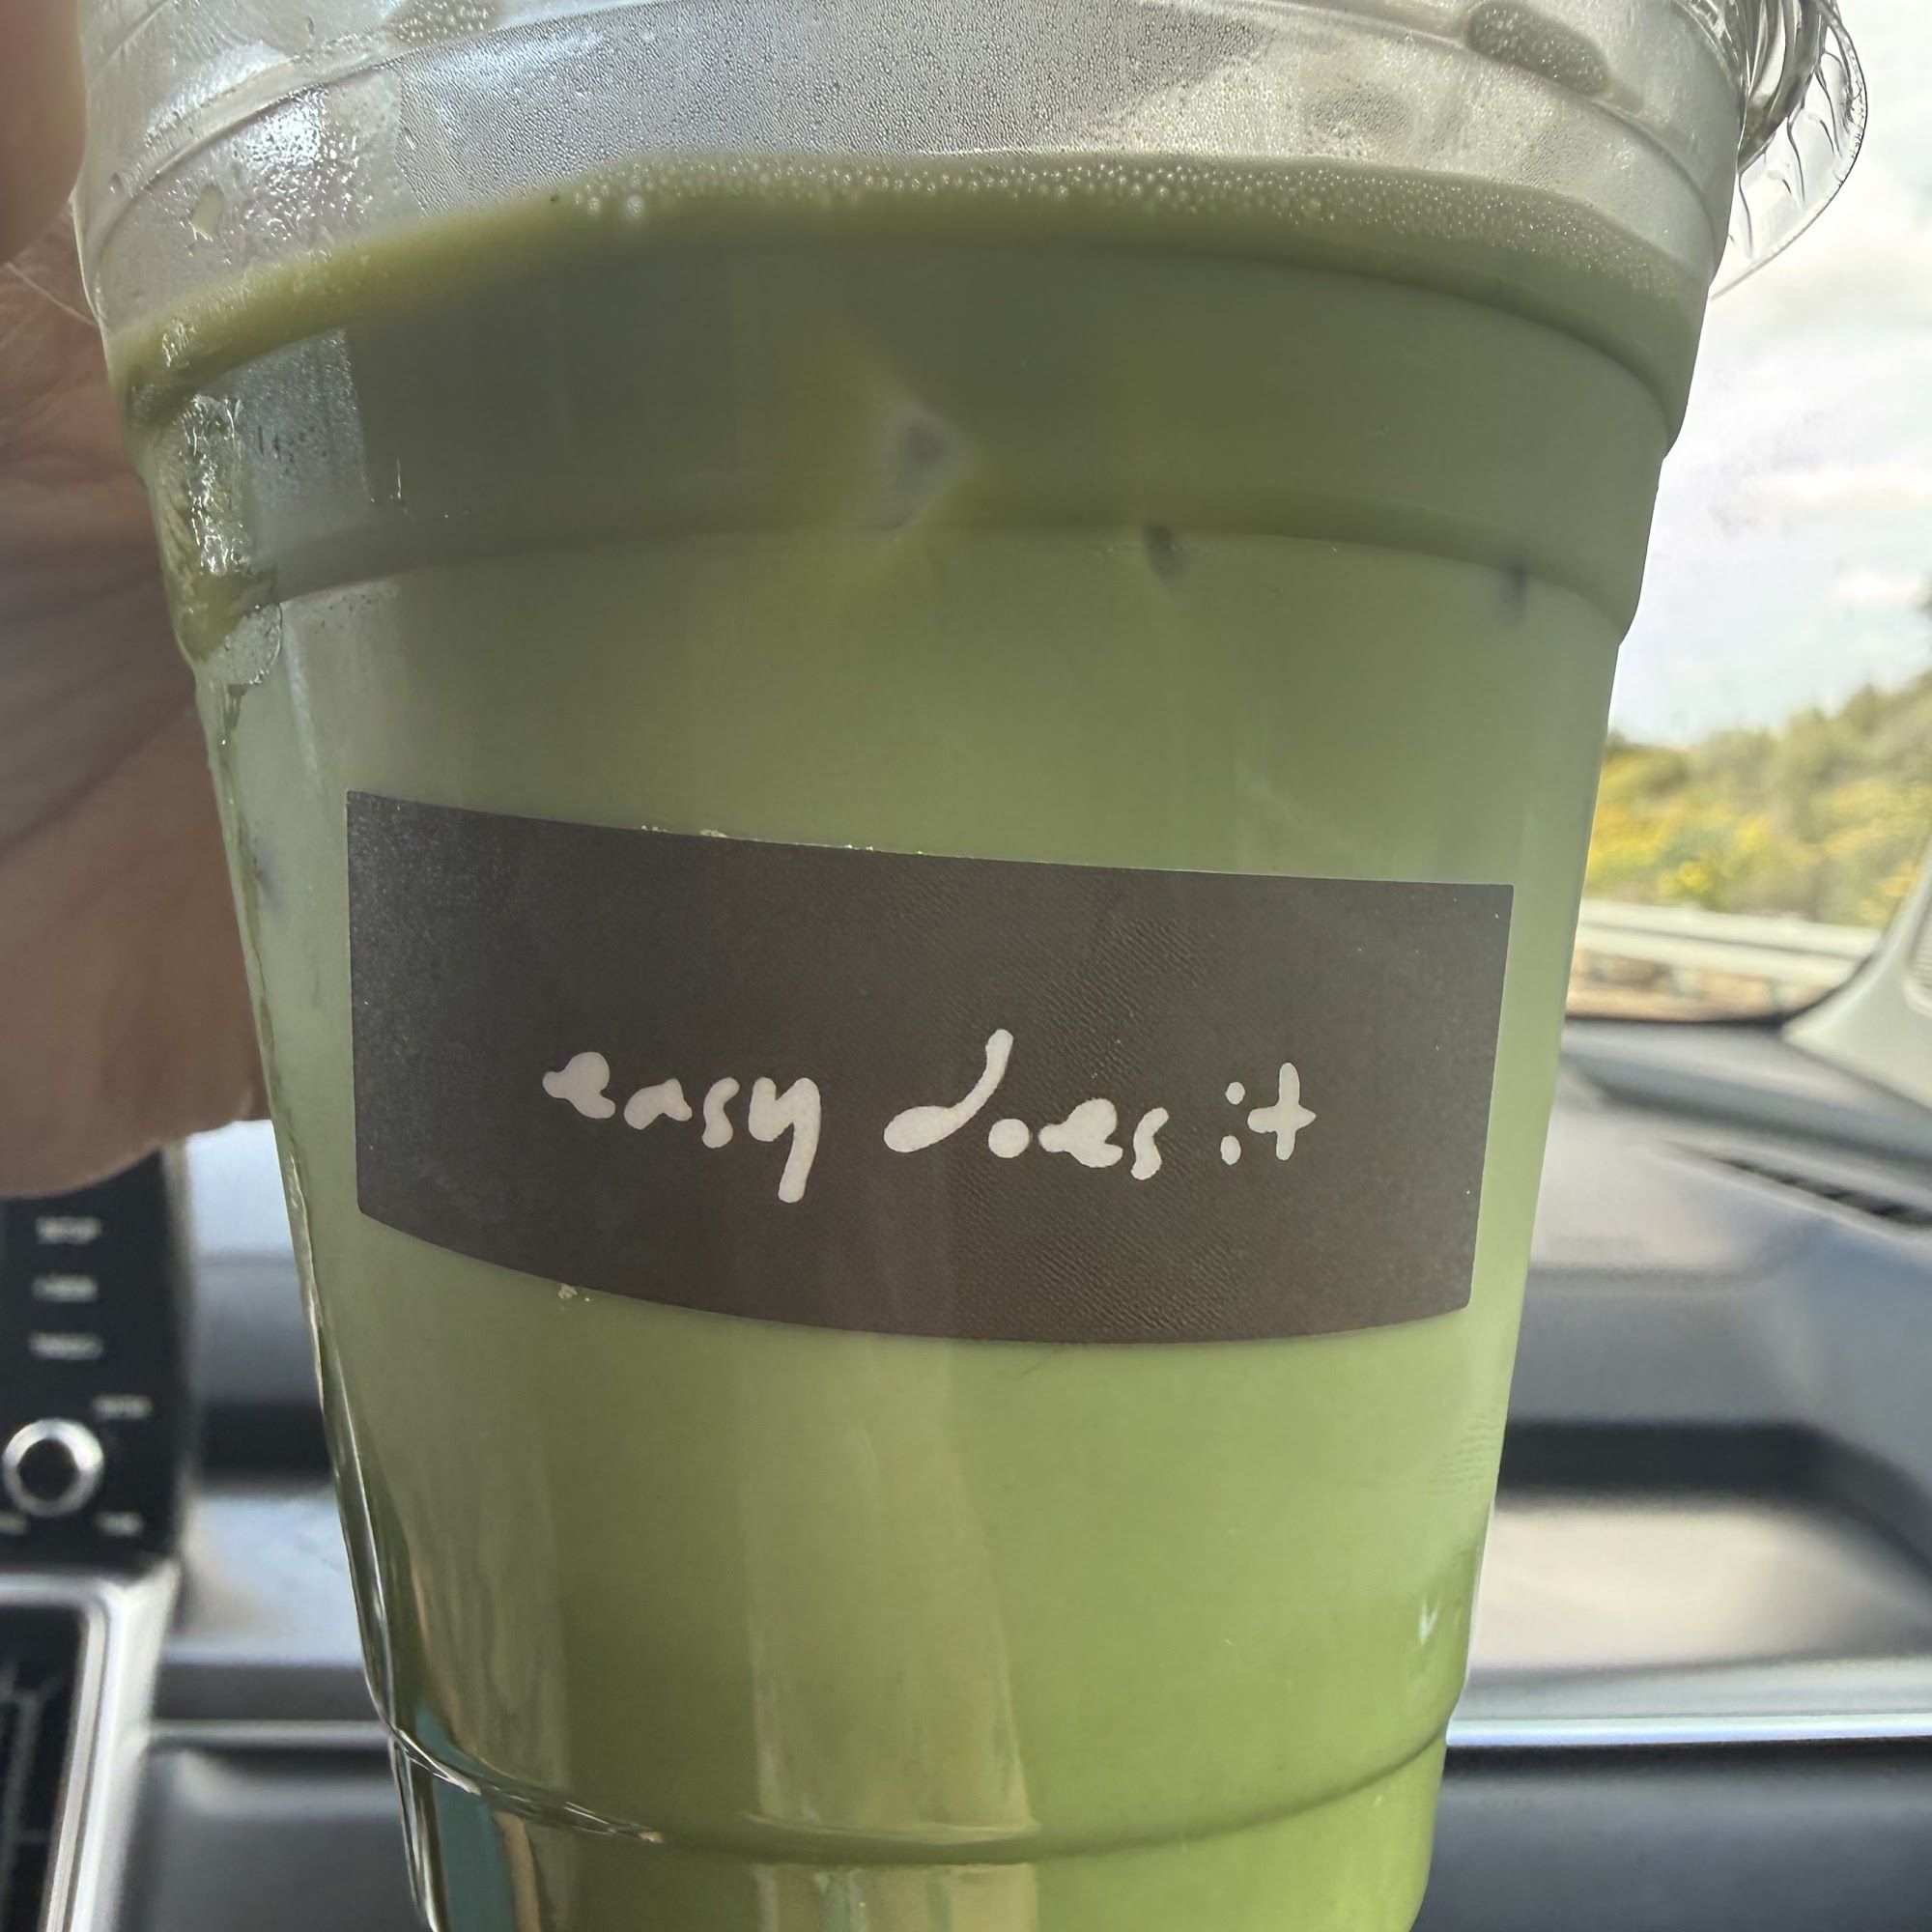 easy does it